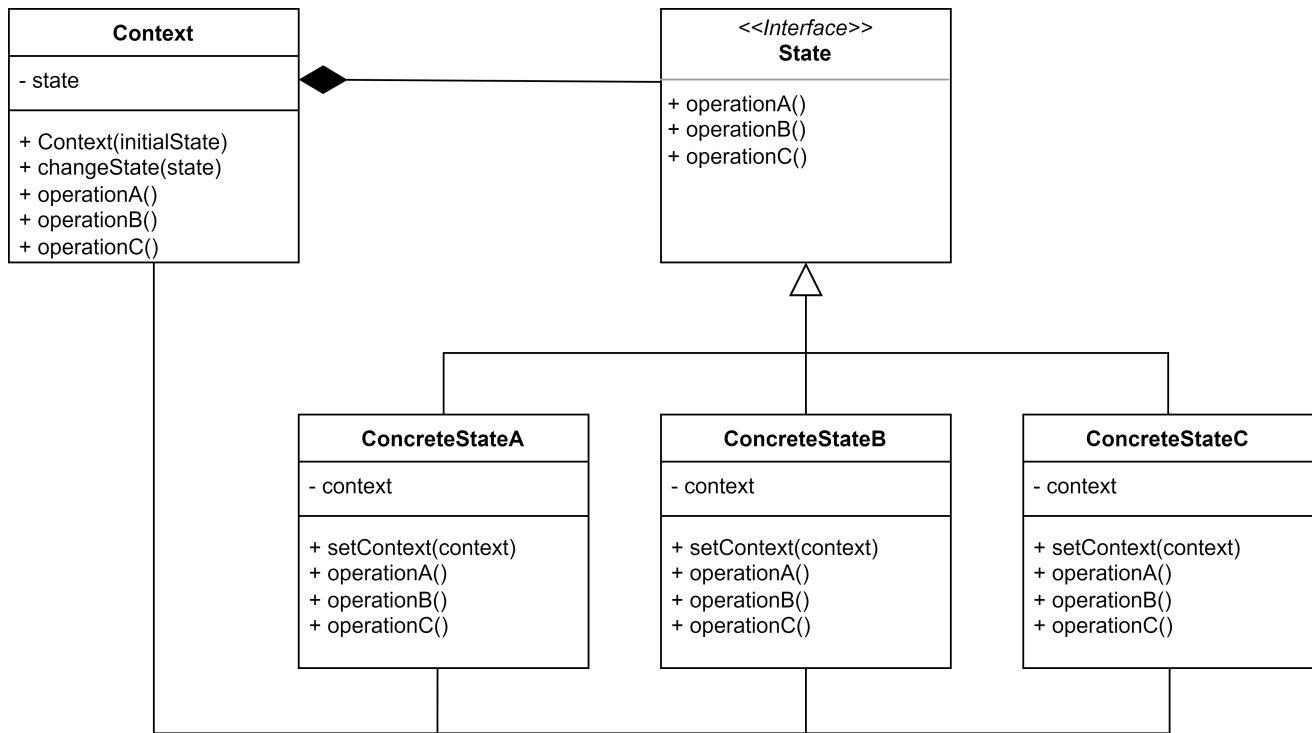 Context
- state
+ Context(initialState)
+ changeState(state)
+ operationA()
+ operationB()
+ operationC()
<<Interface>>
State
+ operationA()
+ operationB()
+ operationC()
ConcreteStateA
- context
+ setContext(context)
+ operationA()
+ operationB()
+ operationC()
ConcreteStateB
- context
+ setContext(context)
+ operationA()
+ operationB()
+ operationC()
ConcreteStateC
- context
+ setContext(context)
+ operationA()
+ operationB()
+ operationC()